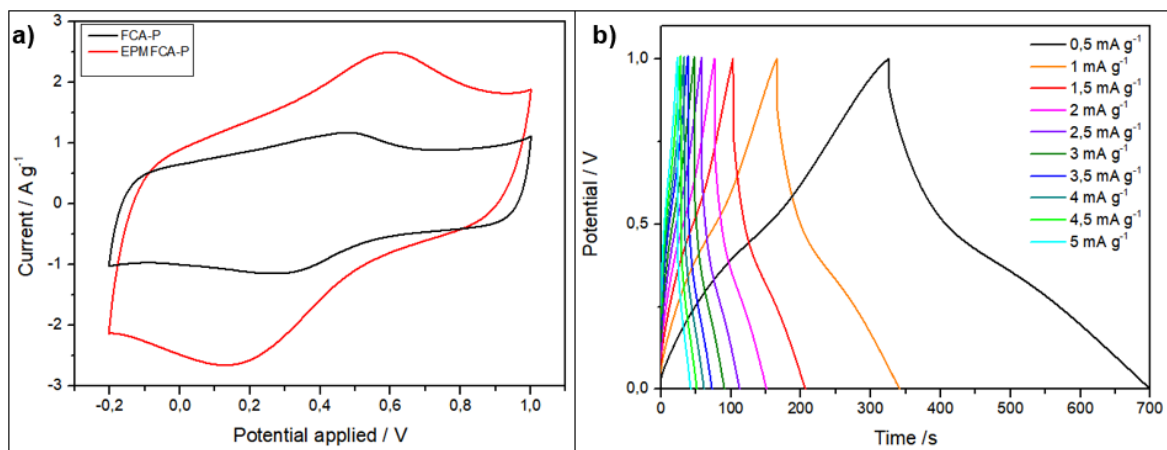 a)
FCA-P
EPMFCA-P
3
2
1
0
-1
-2
-3
Current / A g⁻¹
-0,2
0,0
0,2
0,4
0,6
0,8
1,0
Potential applied / V
b)
0,5 mA g⁻¹
1 mA g⁻¹
1,5 mA g⁻¹
2 mA g⁻¹
2,5 mA g⁻¹
3 mA g⁻¹
3,5 mA g⁻¹
4 mA g⁻¹
4,5 mA g⁻¹
5 mA g⁻¹
1,0
0,5
0,0
Potential / V
0
100
200
300
400
500
600
700
Time /s